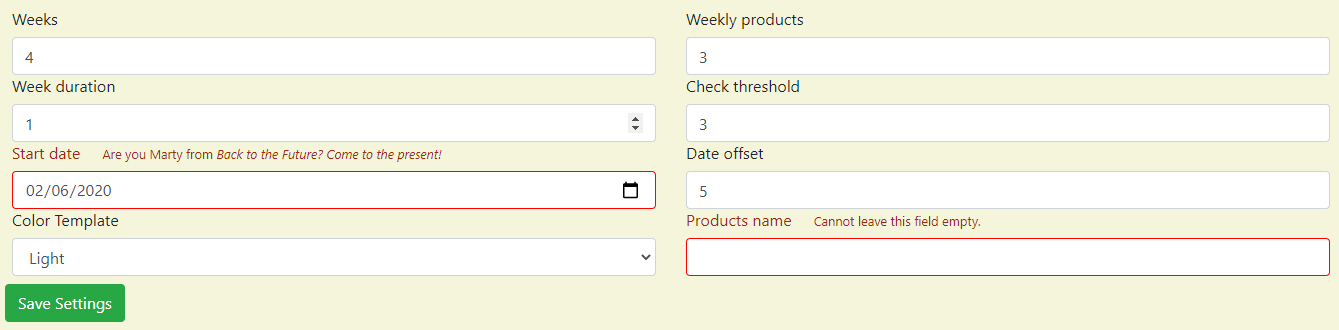 Weeks
Weekly products
4
3
Week duration
Check threshold
1
3
Start date Are you Marty from Back to the Future? Come to the present!
Date offset
02/06/2020
5
Color Template
Products name Cannot leave this field empty.
Light
Save Settings